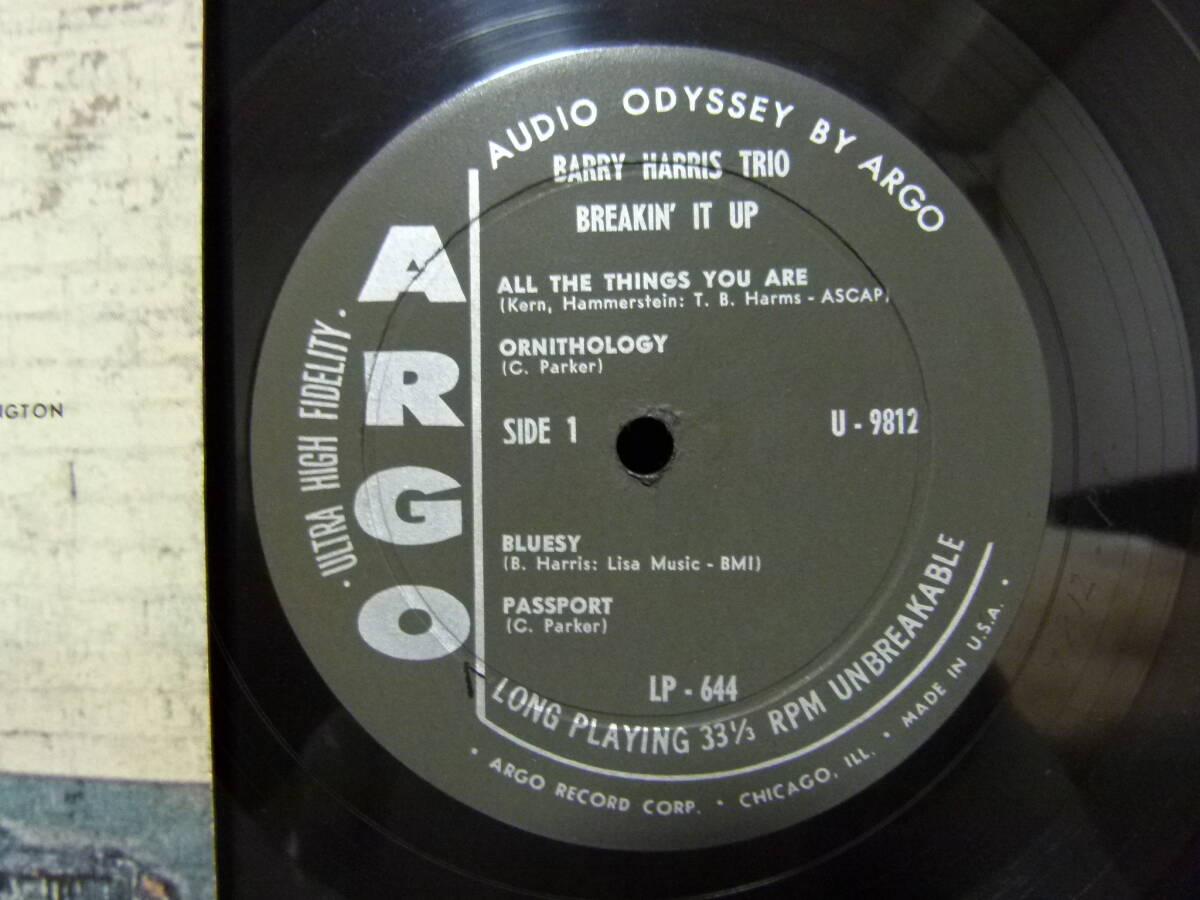 AUDIO ODYSSEY BY ARGO
BARRY HARRIS TRIO
BREAKIN' IT UP
ALL THE THINGS YOU ARE
(Kern, Hammerstein: T. B. Harms - ASCAP)
ORNITHOLOGY
(C. Parker)
SIDE 1
U - 9812
BLUESY
(B. Harris: Lisa Music - BMI)
PASSPORT
(C. Parker)
LP - 644
LONG PLAYING 33⅓ RPM UNBREAKABLE
• ARGO RECORD CORP. • CHICAGO, ILL. • MADE IN U.S.A. •
ARGO
• ULTRA HIGH FIDELITY •